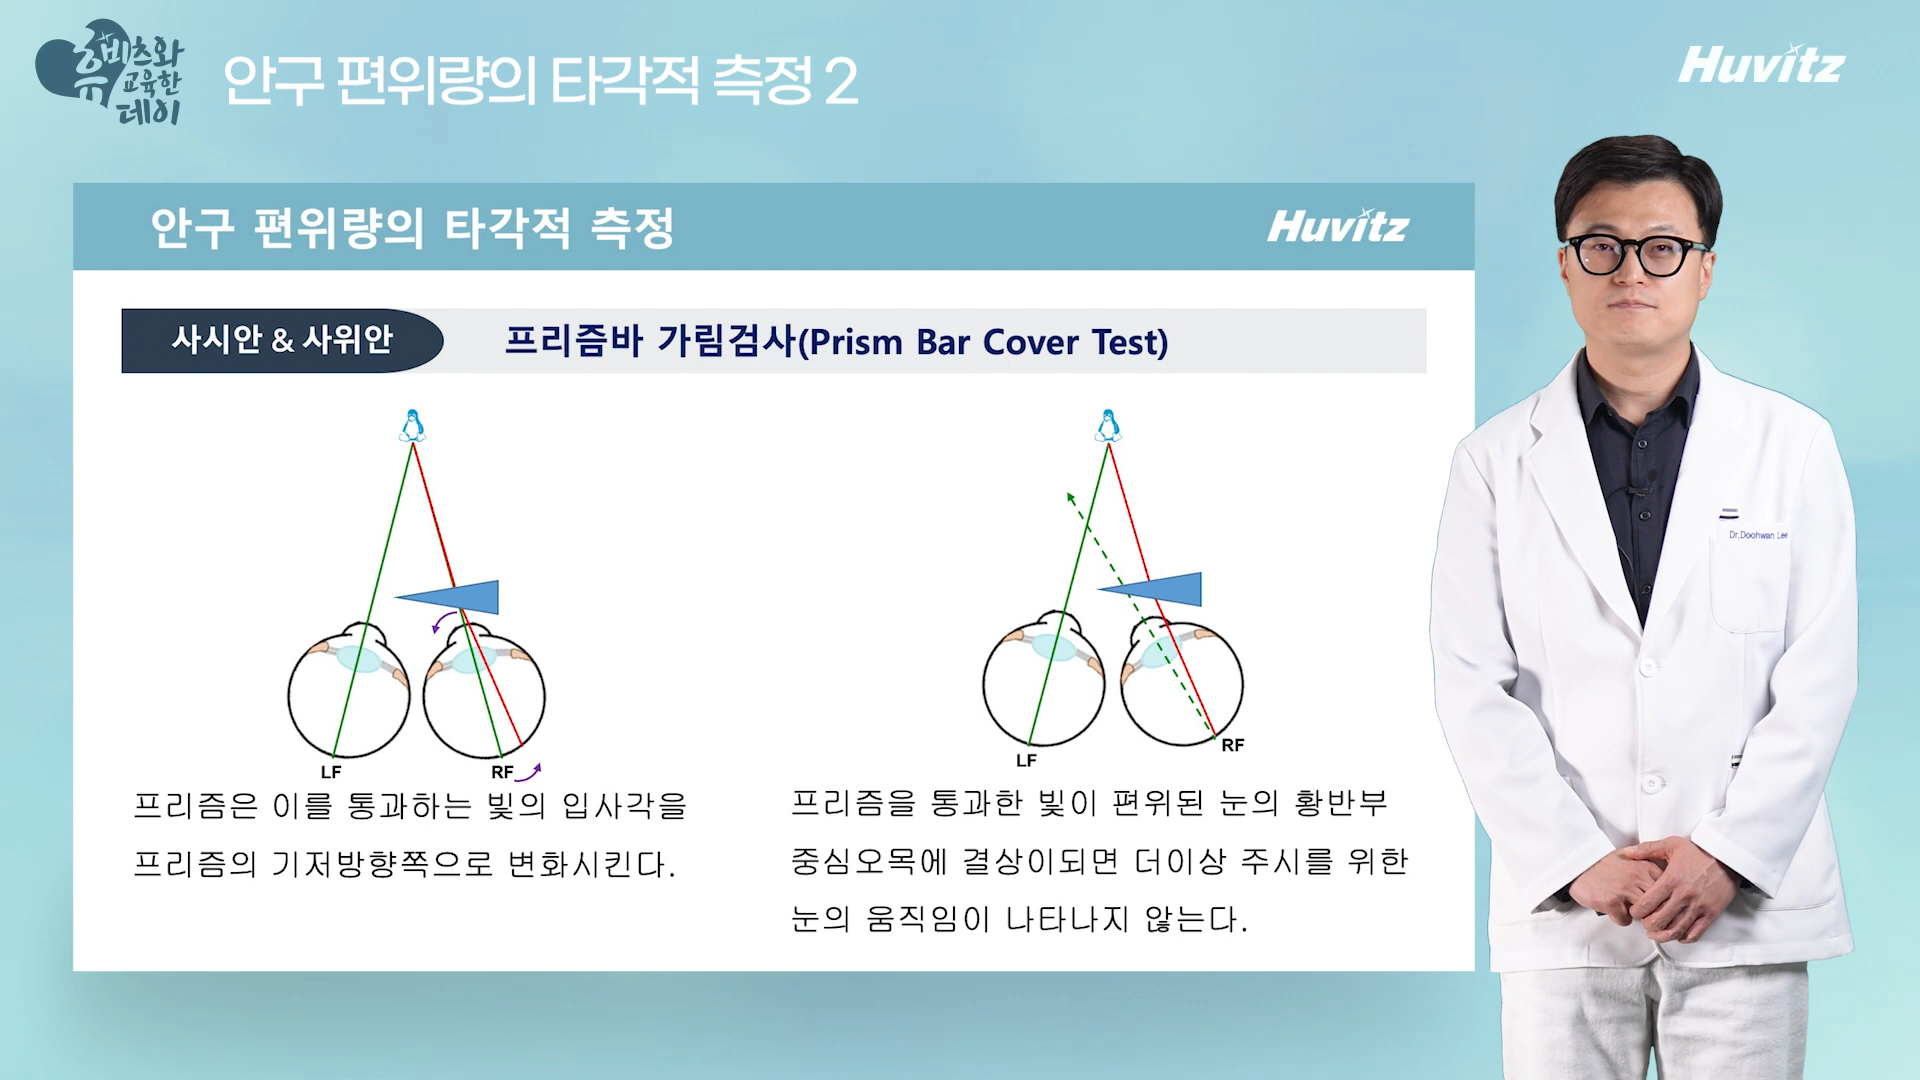 휴비츠와
교육한
데이
안구 편위량의 타각적 측정 2
Huvitz
안구 편위량의 타각적 측정
Huvitz
사시안 & 사위안
프리즘바 가림검사(Prism Bar Cover Test)
LF
RF
LF
RF
프리즘은 이를 통과하는 빛의 입사각을
프리즘의 기저방향쪽으로 변화시킨다.
프리즘을 통과한 빛이 편위된 눈의 황반부
중심오목에 결상이되면 더이상 주시를 위한
눈의 움직임이 나타나지 않는다.
Dr.Doohwan Lee